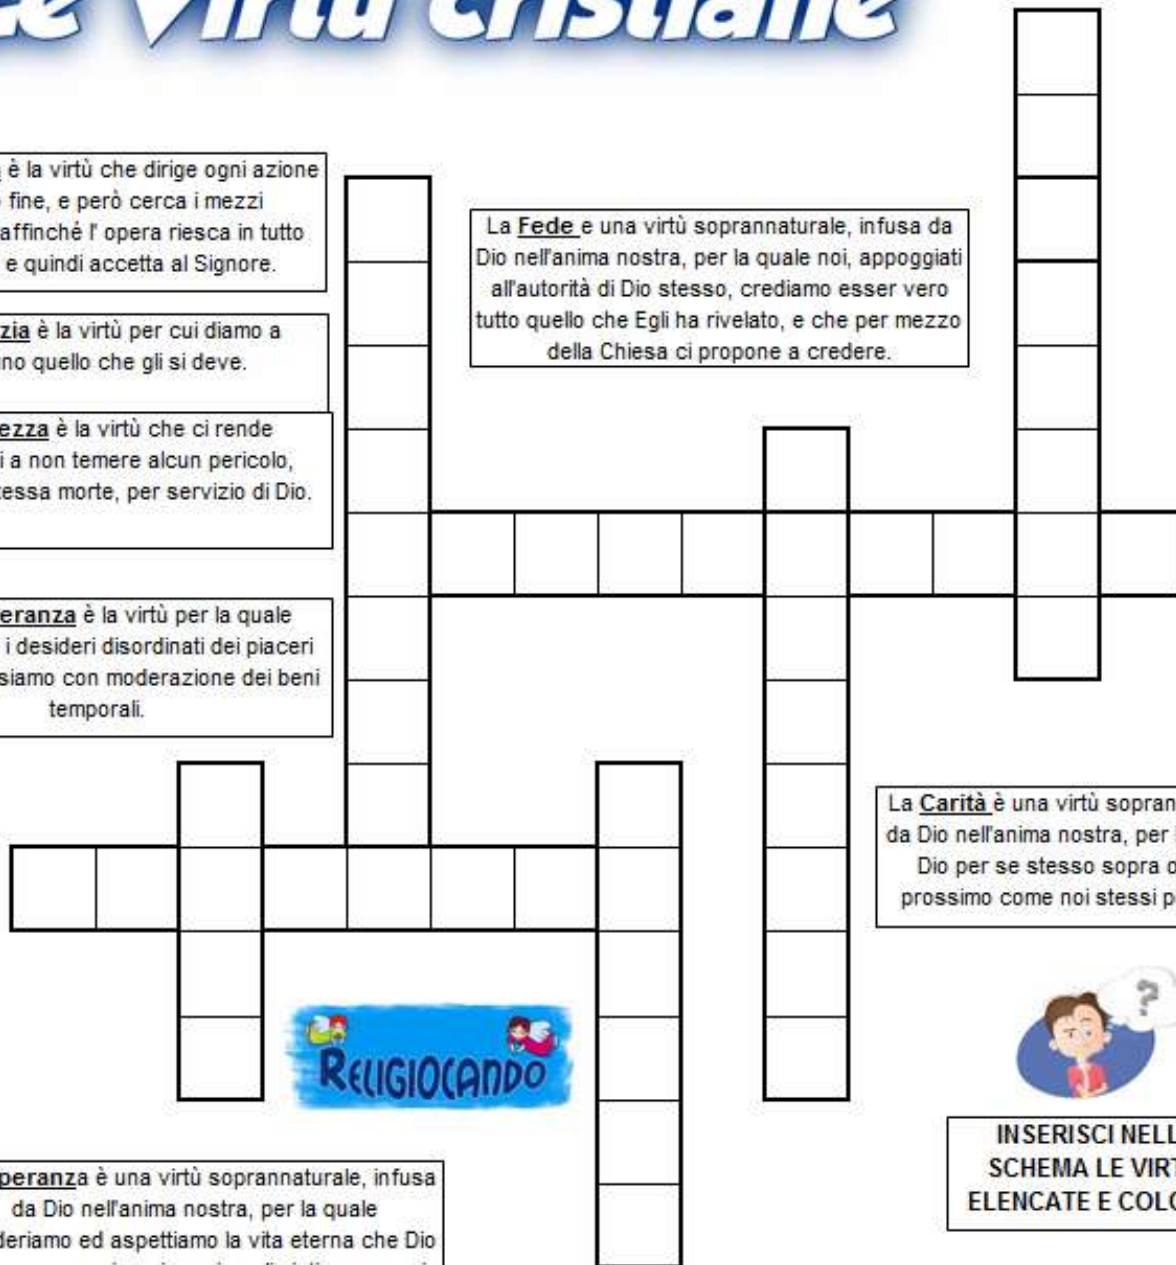 Le Virtù cristiane
è la virtù che dirige ogni azione
fine, e però cerca i mezzi
affinché l' opera riesca in tutto
e quindi accetta al Signore.
zia è la virtù per cui diamo a
no quello che gli si deve.
ezza è la virtù che ci rende
i a non temere alcun pericolo,
essa morte, per servizio di Dio.
eranza è la virtù per la quale
i desideri disordinati dei piaceri
siamo con moderazione dei beni
temporali.
La Fede e una virtù soprannaturale, infusa da
Dio nell'anima nostra, per la quale noi, appoggiati
all'autorità di Dio stesso, crediamo esser vero
tutto quello che Egli ha rivelato, e che per mezzo
della Chiesa ci propone a credere.
La Carità è una virtù sopran
da Dio nell'anima nostra, per
Dio per se stesso sopra o
prossimo come noi stessi p
?
RELIGIOCANDO
INSERISCI NELL
SCHEMA LE VIRT
ELENCATE E COLO
peranza è una virtù soprannaturale, infusa
da Dio nell'anima nostra, per la quale
deriamo ed aspettiamo la vita eterna che Dio